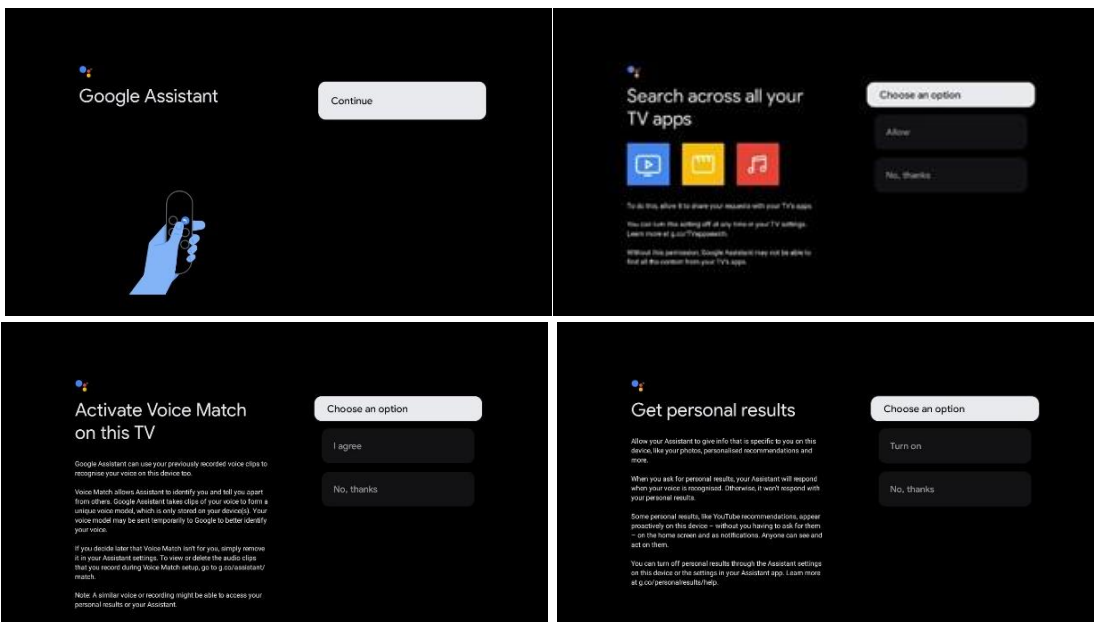 Google Assistant
Continue
Search across all your
TV apps
Choose an option
Allow
No, thanks
To do this, allow it to share your requests with your TV's apps.
You can turn this setting off at any time in your TV settings.
Learn more at g.co/
Without this permission, Google Assistant may not be able to
find all the content from your TV's apps.
Activate Voice Match
on this TV
Choose an option
I agree
No, thanks
Google Assistant can use your previously recorded voice clips to
recognise your voice on this device too.
Voice Match allows Assistant to identify you and tell you apart
from others. Google Assistant takes clips of your voice to form a
unique voice model, which is only stored on your device(s). Your
voice model may be sent temporarily to Google to better identify
your voice.
If you decide later that Voice Match isn't for you, simply remove
it in your Assistant settings. To view or delete the audio clips
that you record during Voice Match setup, go to g.co/assistant/
match.
Note: A similar voice or recording might be able to access your
personal results or your Assistant.
Get personal results
Choose an option
Turn on
No, thanks
Allow your Assistant to give info that is specific to you on this
device, like your photos, personalised recommendations and
more.
When you ask for personal results, your Assistant will respond
when your voice is recognised. Otherwise, it won't respond with
your personal results.
Some personal results, like YouTube recommendations, appear
proactively on this device – without you having to ask for them
– on the home screen and as notifications. Anyone can see and
act on them.
You can turn off personal results through the Assistant settings
on this device or the settings in your Assistant app. Learn more
at g.co/personalresults/help.